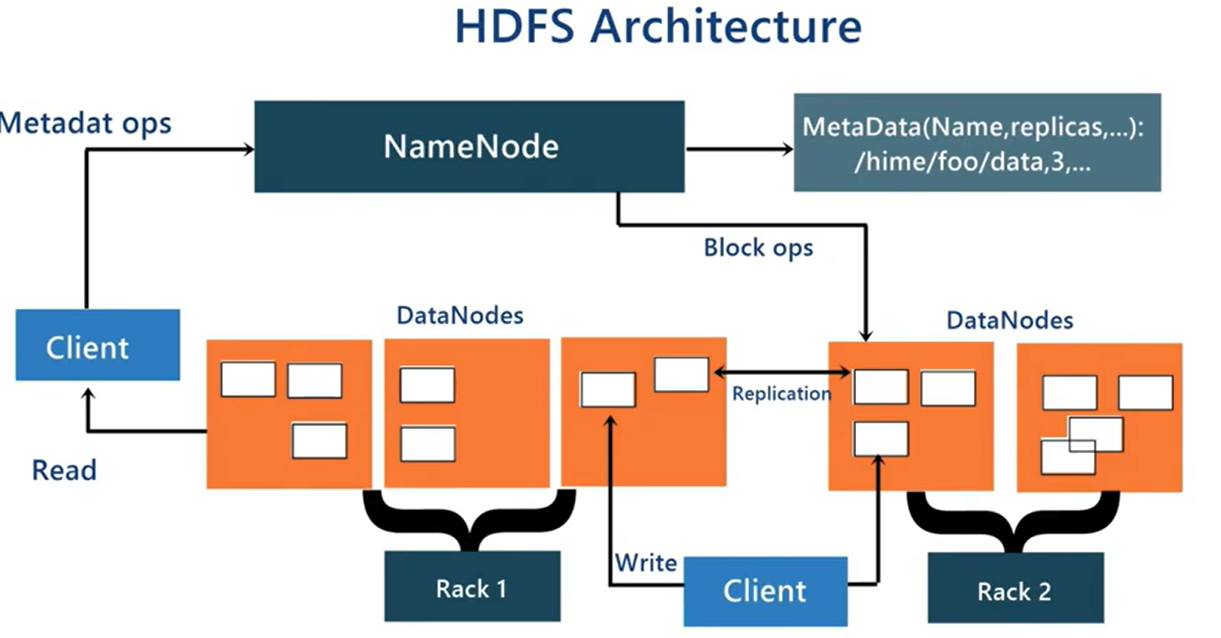 HDFS Architecture
Metadat ops
NameNode
MetaData(Name,replicas,...):
/hime/foo/data,3,...
Block ops
Client
DataNodes
DataNodes
Replication
Read
Write
Rack 1
Client
Rack 2